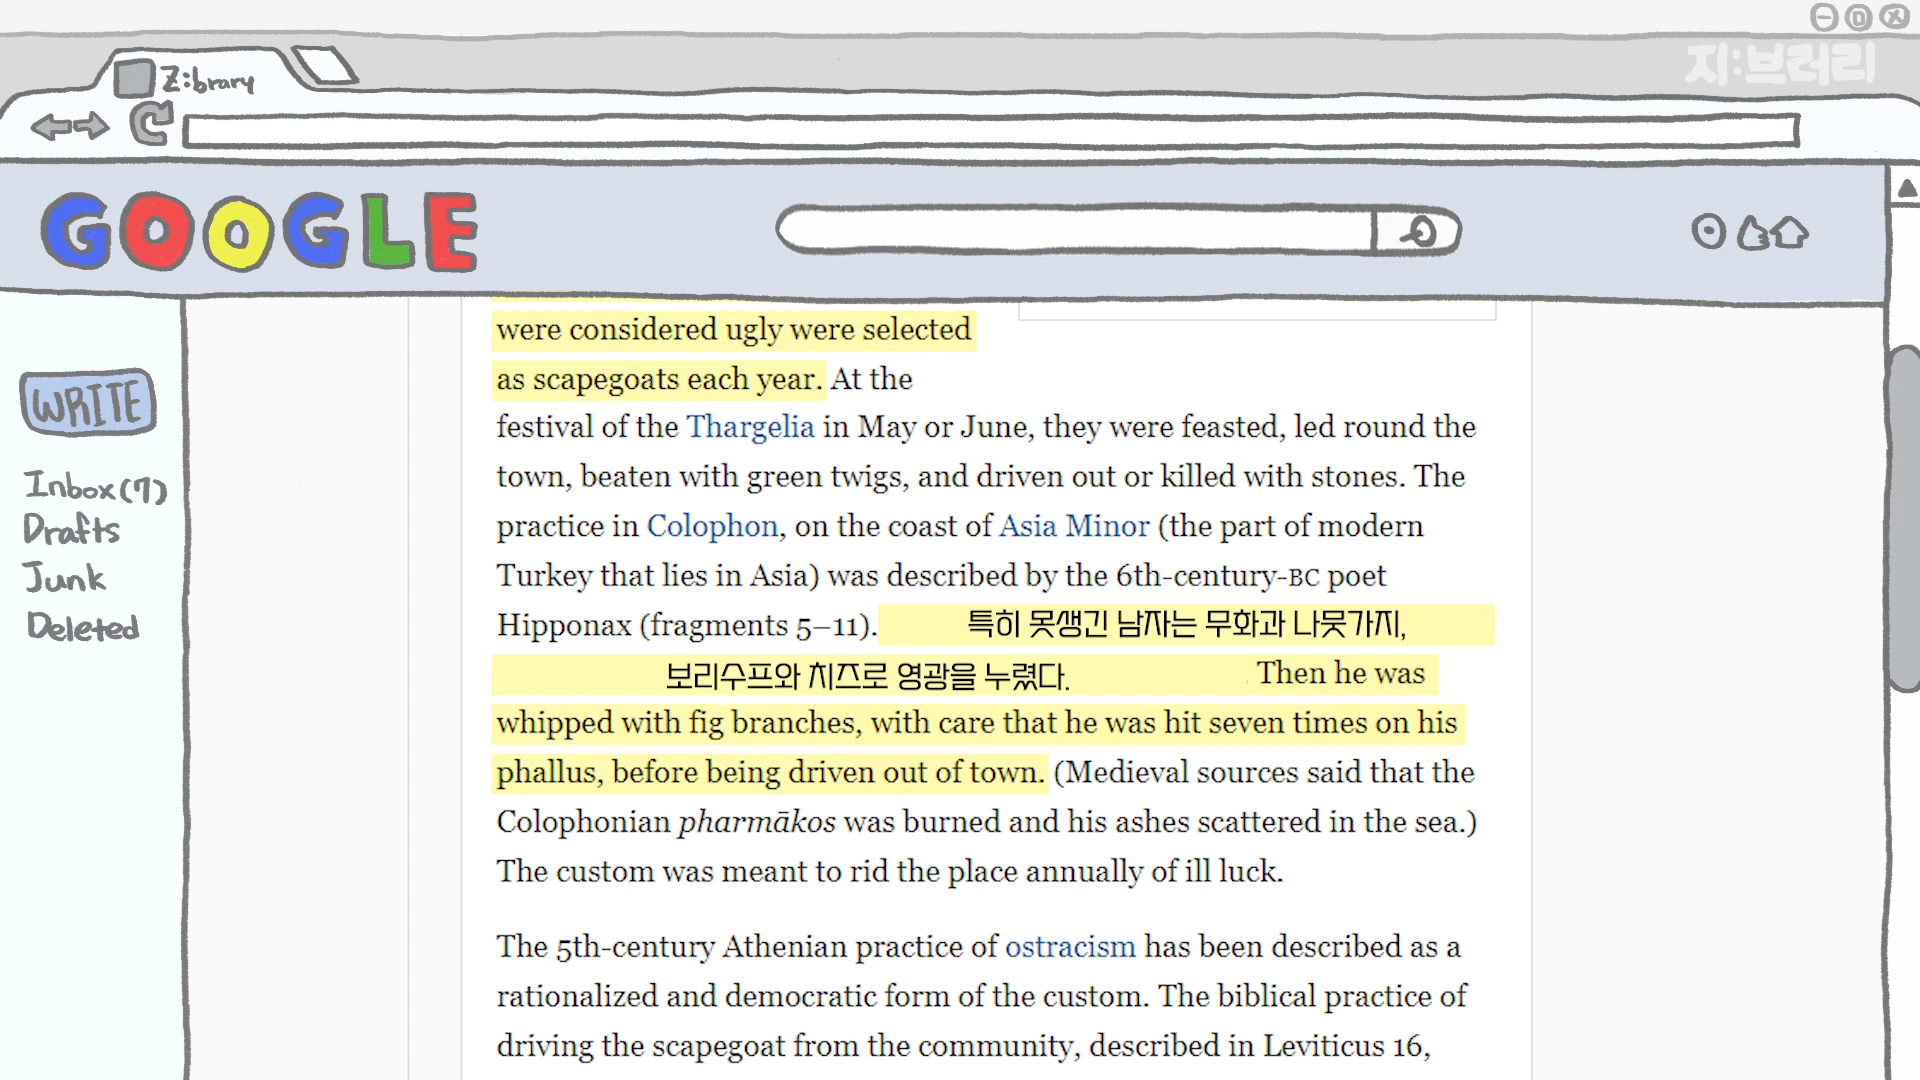 지:브러리
Z:brary
GOOGLE
WRITE
Inbox(7)
Drafts
Junk
Deleted
were considered ugly were selected
as scapegoats each year. At the
festival of the Thargelia in May or June, they were feasted, led round the
town, beaten with green twigs, and driven out or killed with stones. The
practice in Colophon, on the coast of Asia Minor (the part of modern
Turkey that lies in Asia) was described by the 6th-century-BC poet
Hipponax (fragments 5–11). 특히 못생긴 남자는 무화과 나뭇가지,
보리수프와 치즈로 영광을 누렸다. Then he was
whipped with fig branches, with care that he was hit seven times on his
phallus, before being driven out of town. (Medieval sources said that the
Colophonian pharmākos was burned and his ashes scattered in the sea.)
The custom was meant to rid the place annually of ill luck.
The 5th-century Athenian practice of ostracism has been described as a
rationalized and democratic form of the custom. The biblical practice of
driving the scapegoat from the community, described in Leviticus 16,